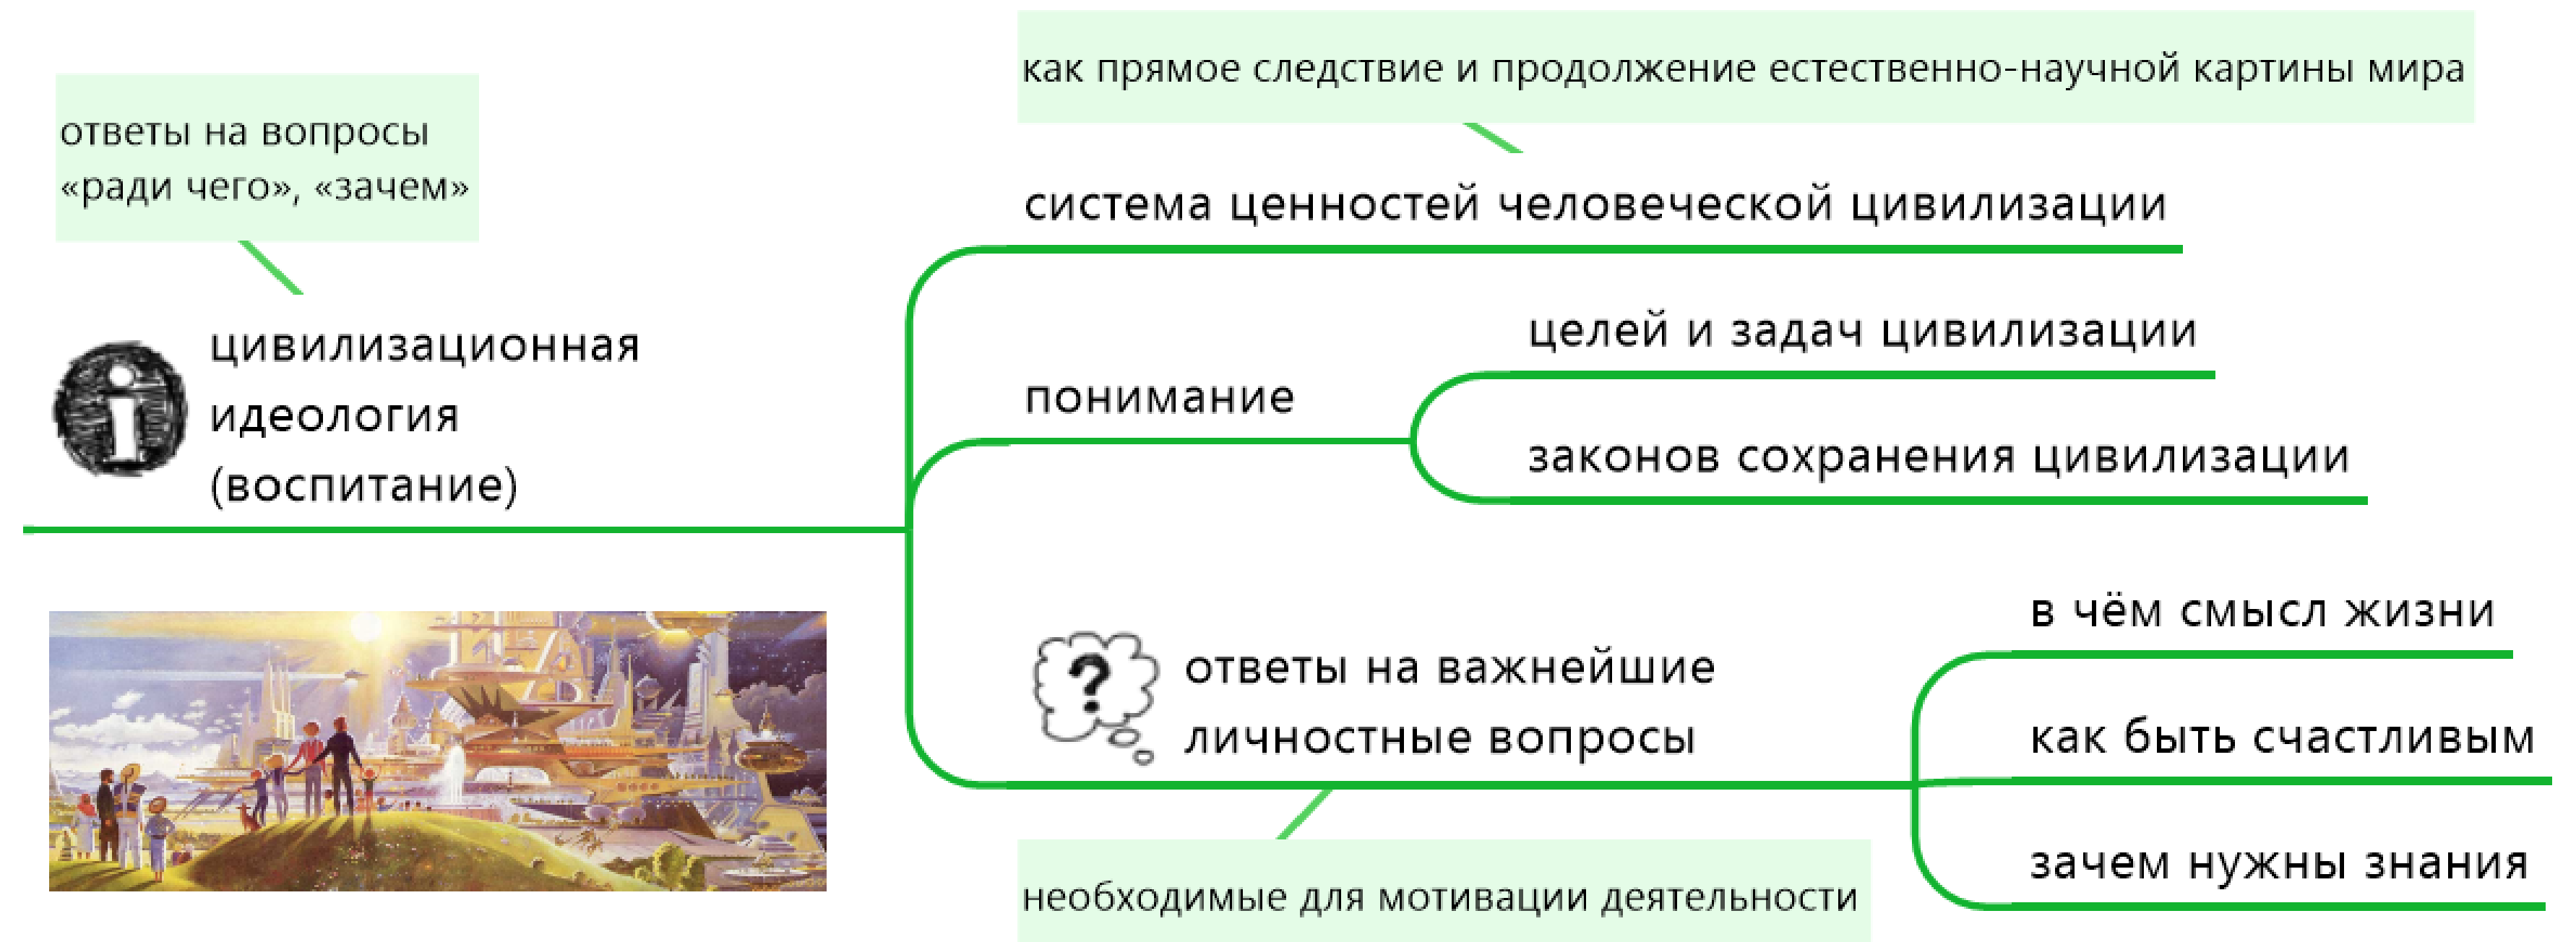 ответы на вопросы
«ради чего», «зачем»
цивилизационная
идеология
(воспитание)
как прямое следствие и продолжение естественно-научной картины мира
система ценностей человеческой цивилизации
понимание
целей и задач цивилизации
законов сохранения цивилизации
?
ответы на важнейшие
личностные вопросы
необходимые для мотивации деятельности
в чём смысл жизни
как быть счастливым
зачем нужны знания